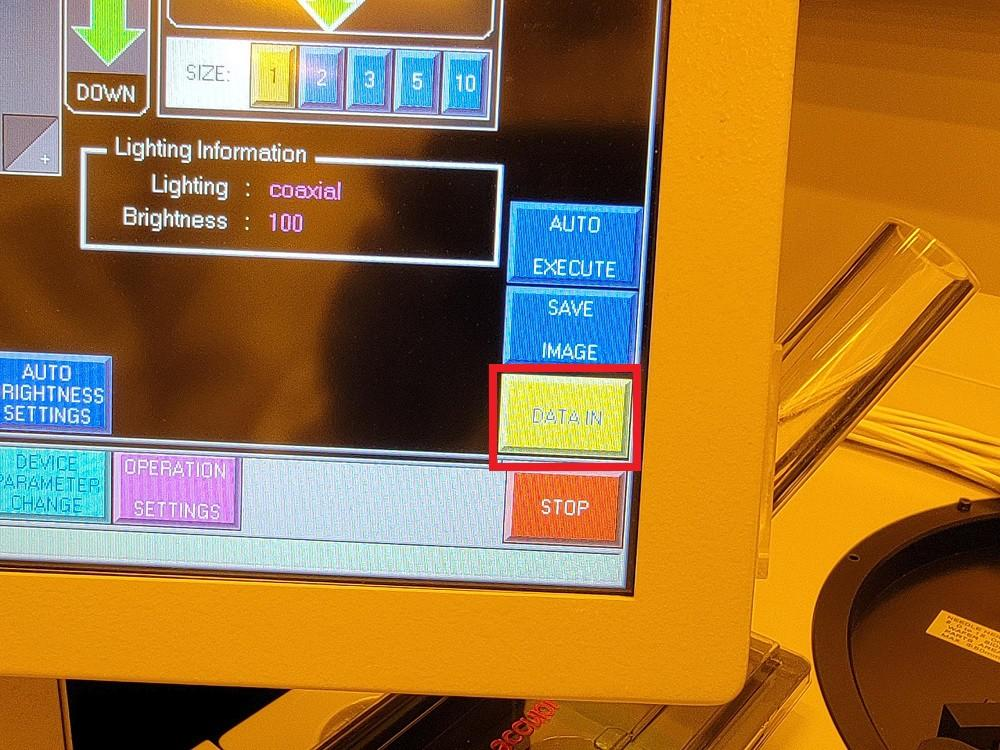 DOWN
SIZE: 1 2 3 5 10
+
Lighting Information
Lighting : coaxial
Brightness : 100
AUTO
EXECUTE
SAVE
IMAGE
AUTO
RIGHTNESS
SETTINGS
DATA IN
DEVICE
PARAMETER
CHANGE
OPERATION
SETTINGS
STOP